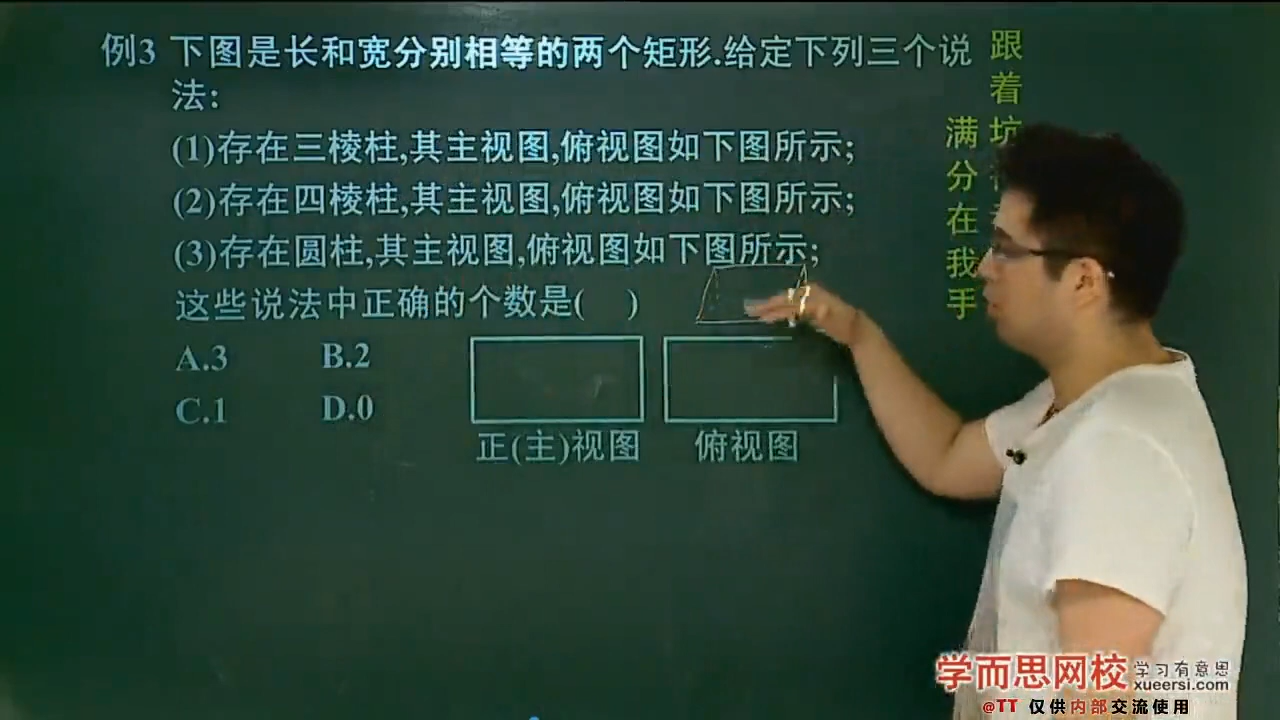 例3 下图是长和宽分别相等的两个矩形.给定下列三个说
法:
(1)存在三棱柱,其主视图,俯视图如下图所示;
(2)存在四棱柱,其主视图,俯视图如下图所示;
(3)存在圆柱,其主视图,俯视图如下图所示;
这些说法中正确的个数是( )
A.3 B.2
C.1 D.0
正(主)视图 俯视图
跟着坑
满分在我手
学而思网校 学习有意思
xueersi.com
@TT 仅供内部交流使用